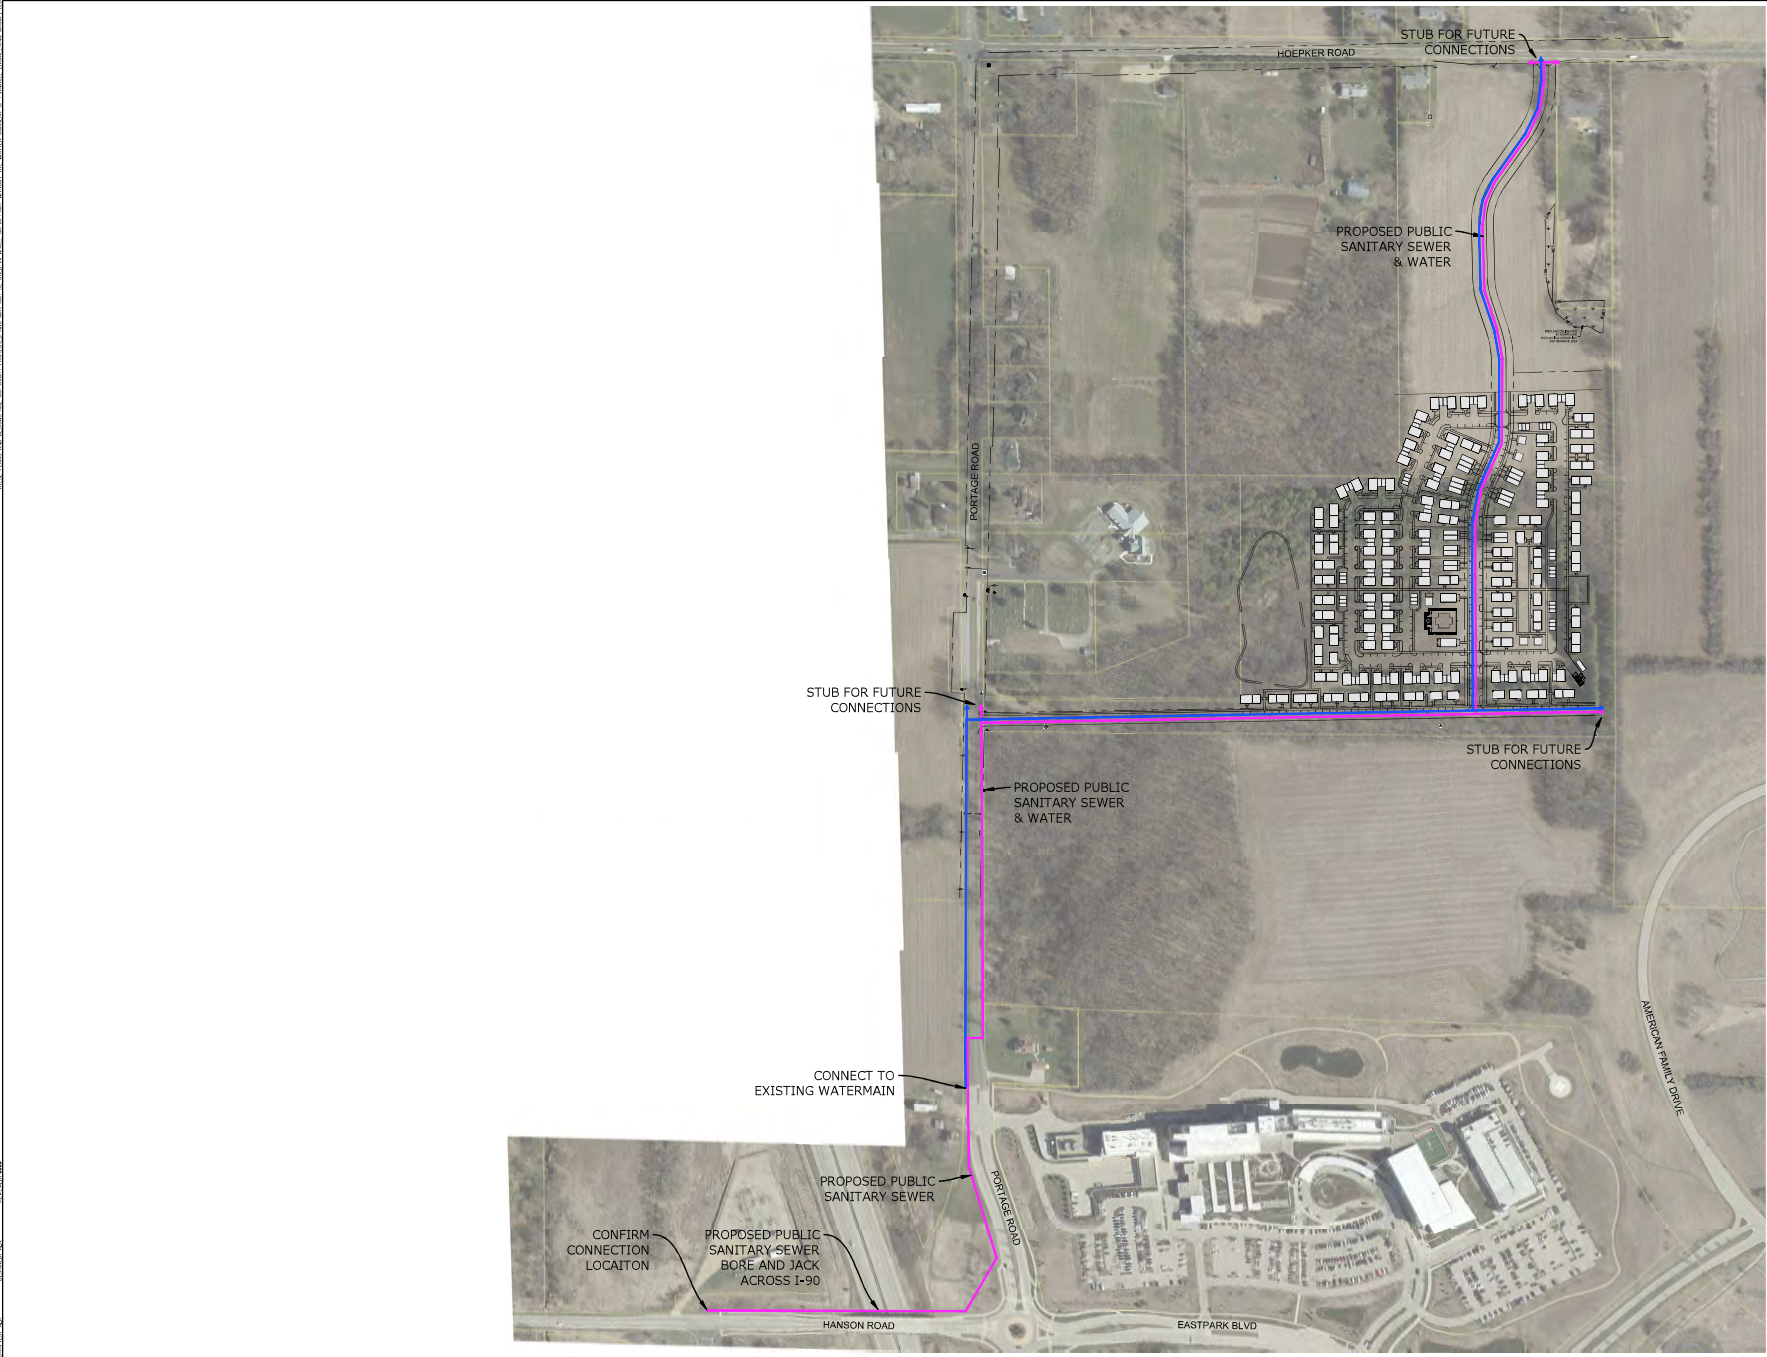 STUB FOR FUTURE
CONNECTIONS
HOEPKER ROAD
PROPOSED PUBLIC
SANITARY SEWER
& WATER
PORTAGE ROAD
STUB FOR FUTURE
CONNECTIONS
STUB FOR FUTURE
CONNECTIONS
PROPOSED PUBLIC
SANITARY SEWER
& WATER
AMERICAN FAMILY DRIVE
CONNECT TO
EXISTING WATERMAIN
PROPOSED PUBLIC
SANITARY SEWER
PORTAGE ROAD
CONFIRM
CONNECTION
LOCAITON
PROPOSED PUBLIC
SANITARY SEWER
BORE AND JACK
ACROSS I-90
HANSON ROAD
EASTPARK BLVD